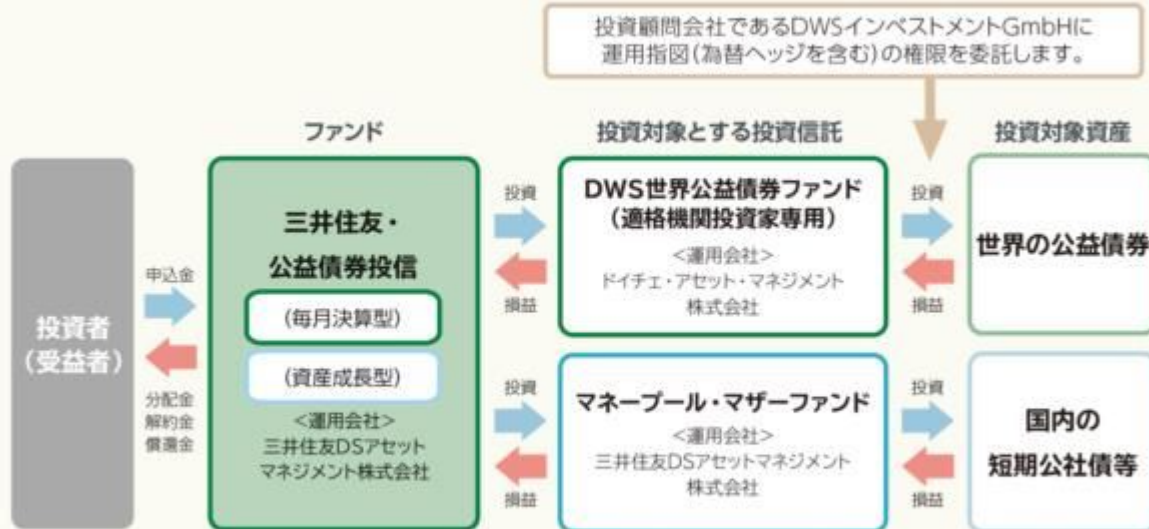 投資顧問会社であるDWSインベストメントGmbHに
運用指図(為替ヘッジを含む)の権限を委託します。
ファンド
投資対象とする投資信託
投資対象資産
投資者
(受益者)
申込金
分配金
解約金
償還金
三井住友・
公益債券投信
(毎月決算型)
(資産成長型)
<運用会社>
三井住友DSアセット
マネジメント株式会社
投資
損益
DWS世界公益債券ファンド
(適格機関投資家専用)
<運用会社>
ドイチェ・アセット・マネジメント
株式会社
投資
損益
世界の公益債券
投資
損益
マネープール・マザーファンド
<運用会社>
三井住友DSアセットマネジメント
株式会社
投資
損益
国内の
短期公社債等